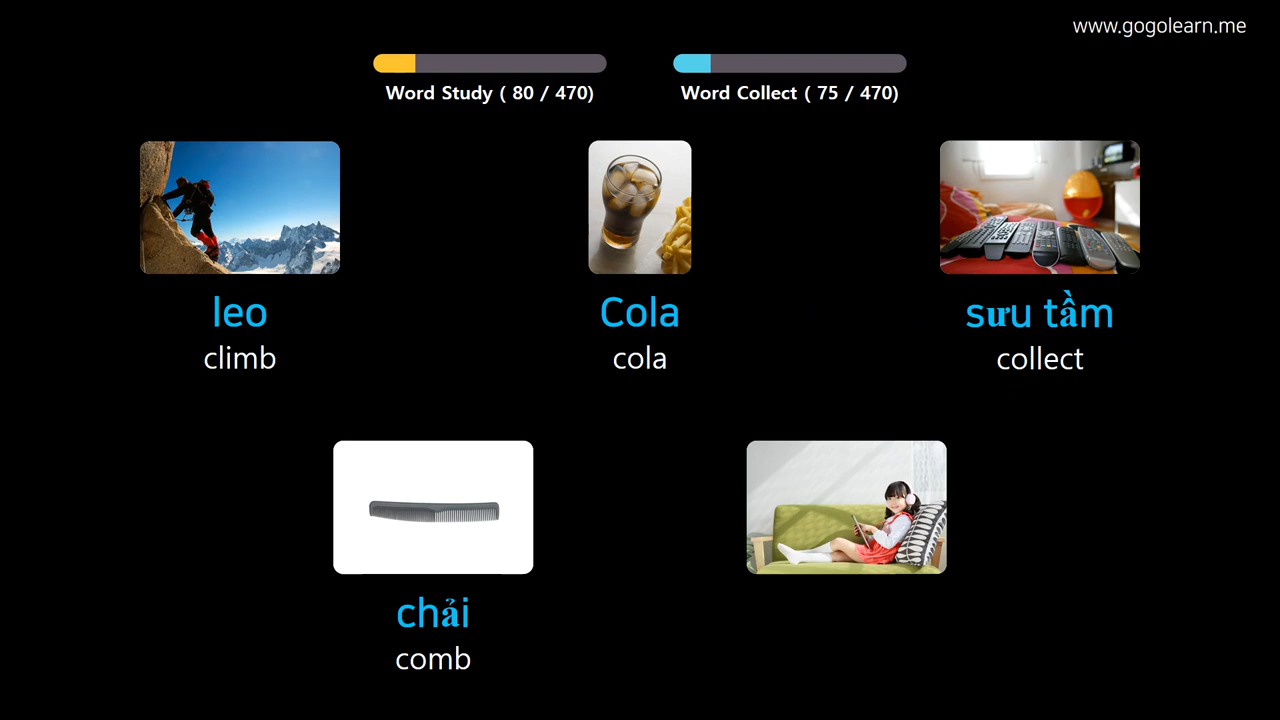 www.gogolearn.me
Word Study ( 80 / 470)
Word Collect ( 75 / 470)
leo
climb
Cola
cola
sưu tầm
collect
chải
comb